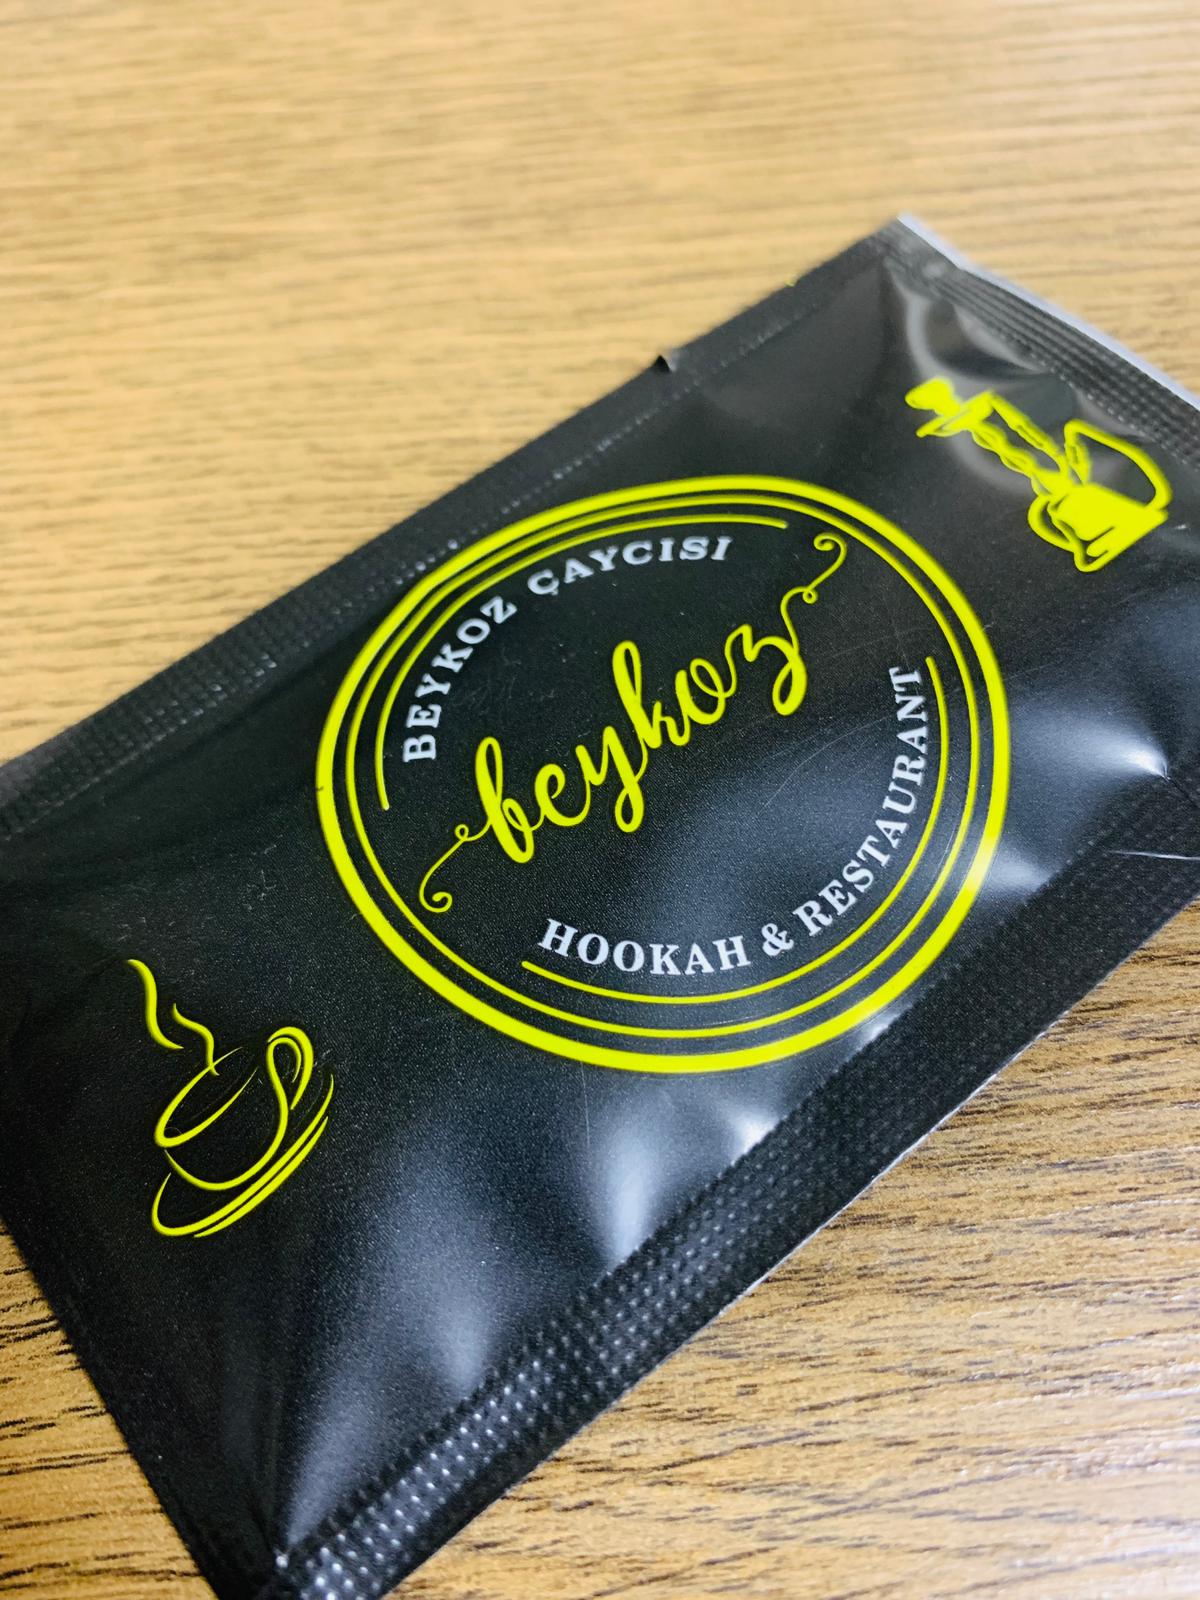 BEYKOZ ÇAYCISI
beykoz
HOOKAH & RESTAURANT